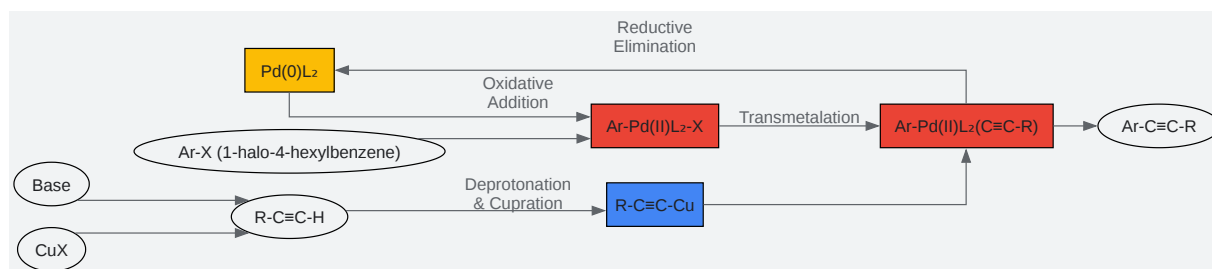 Reductive
Elimination
Pd(0)L₂
Oxidative
Addition
Ar-Pd(II)L₂-X
Transmetalation
Ar-Pd(II)L₂(C≡C-R)
Ar-C≡C-R
Ar-X (1-halo-4-hexylbenzene)
Base
Deprotonation
& Cupration
R-C≡C-H
R-C≡C-Cu
CuX